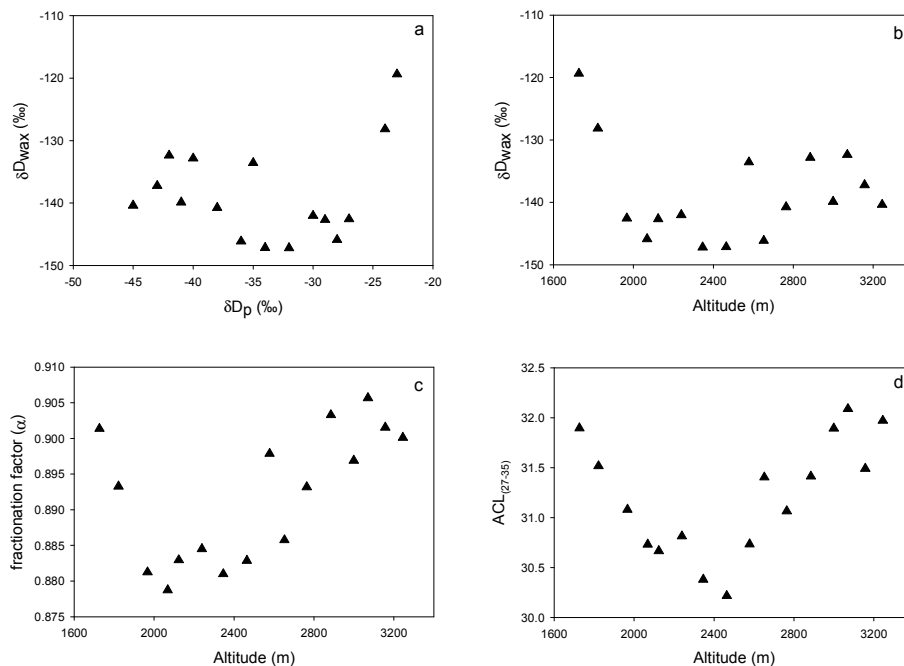 -110
-120
-130
-140
-150
δDwax (‰)
a
-50 -45 -40 -35 -30 -25 -20
δDp (‰)
-110
-120
-130
-140
-150
δDwax (‰)
b
1600 2000 2400 2800 3200
Altitude (m)
0.910
0.905
0.900
0.895
0.890
0.885
0.880
0.875
fractionation factor (α)
c
1600 2000 2400 2800 3200
Altitude (m)
32.5
32.0
31.5
31.0
30.5
30.0
ACL(27-35)
d
1600 2000 2400 2800 3200
Altitude (m)